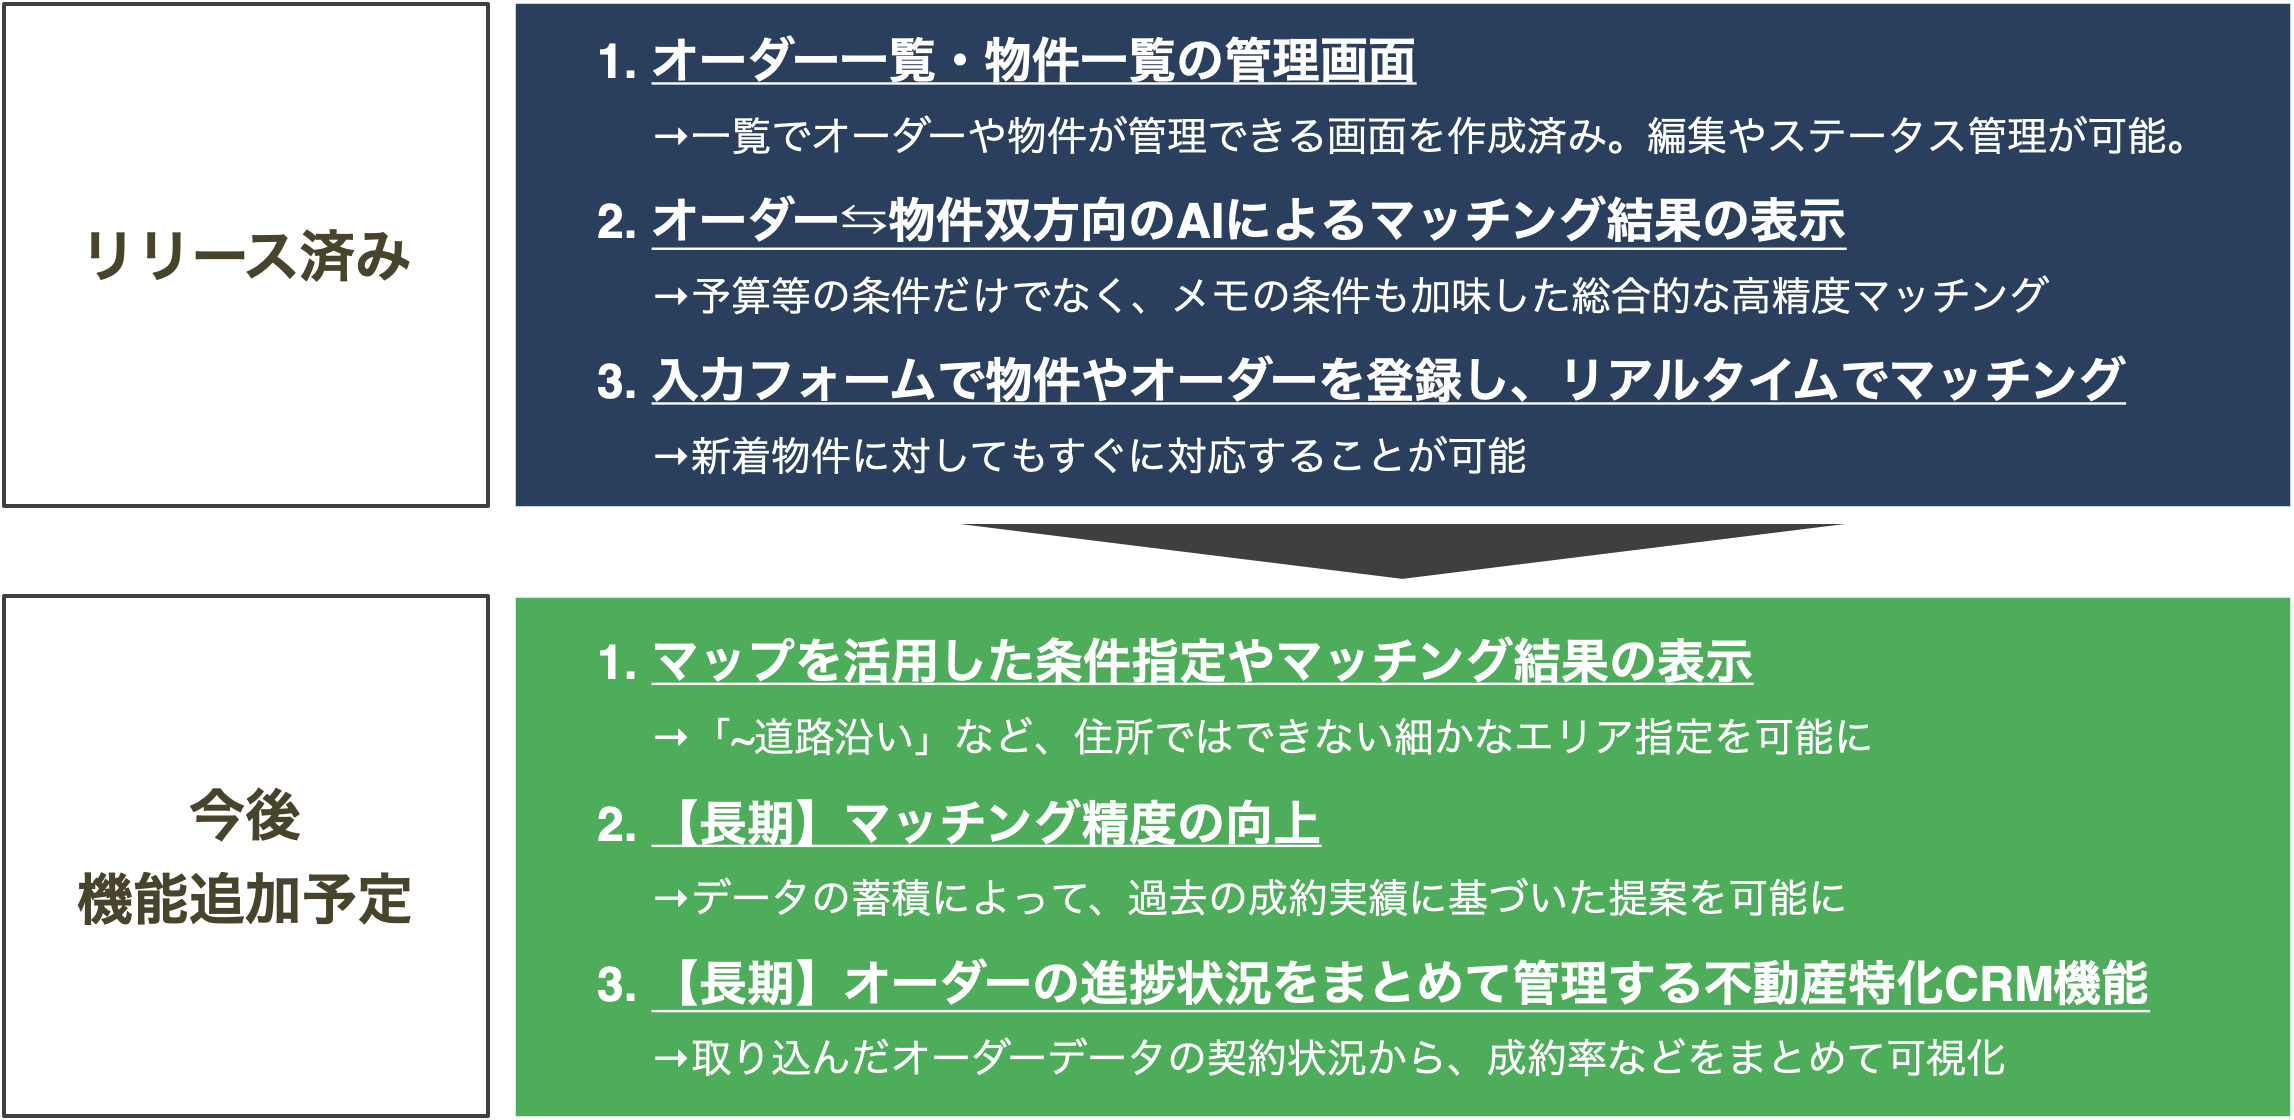 リリース済み
1. オーダー一覧・物件一覧の管理画面
→一覧でオーダーや物件が管理できる画面を作成済み。編集やステータス管理が可能。
2. オーダー⇆物件双方向のAIによるマッチング結果の表示
→予算等の条件だけでなく、メモの条件も加味した総合的な高精度マッチング
3. 入力フォームで物件やオーダーを登録し、リアルタイムでマッチング
→新着物件に対してもすぐに対応することが可能
今後
機能追加予定
1. マップを活用した条件指定やマッチング結果の表示
→「~道路沿い」など、住所ではできない細かなエリア指定を可能に
2. 【長期】マッチング精度の向上
→データの蓄積によって、過去の成約実績に基づいた提案を可能に
3. 【長期】オーダーの進捗状況をまとめて管理する不動産特化CRM機能
→取り込んだオーダーデータの契約状況から、成約率などをまとめて可視化